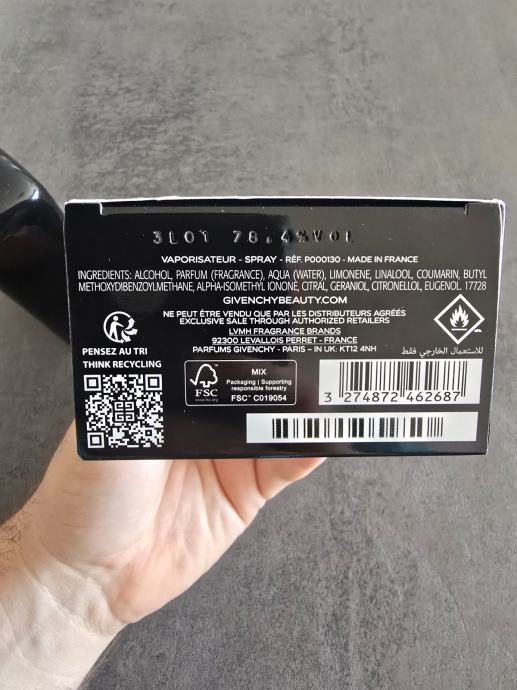 3L01 78.4%VOL
VAPORISATEUR - SPRAY - RÉF. P000130 - MADE IN FRANCE
INGREDIENTS: ALCOHOL, PARFUM (FRAGRANCE), AQUA (WATER), LIMONENE, LINALOOL, COUMARIN, BUTYL
METHOXYDIBENZOYLMETHANE, ALPHA-ISOMETHYL IONONE, CITRAL, GERANIOL, CITRONELLOL, EUGENOL 17728
GIVENCHYBEAUTY.COM
NE PEUT ÊTRE VENDU QUE PAR LES DISTRIBUTEURS AGRÉÉS
EXCLUSIVE SALE THROUGH AUTHORIZED RETAILERS
LVMH FRAGRANCE BRANDS
92300 LEVALLOIS PERRET - FRANCE
PARFUMS GIVENCHY - PARIS - IN UK: KT12 4NH
للاستعمال الخارجي فقط
PENSEZ AU TRI
THINK RECYCLING
FSC
www.fsc.org
MIX
Packaging | Supporting
responsible forestry
FSC™ C019054
3 274872 462687